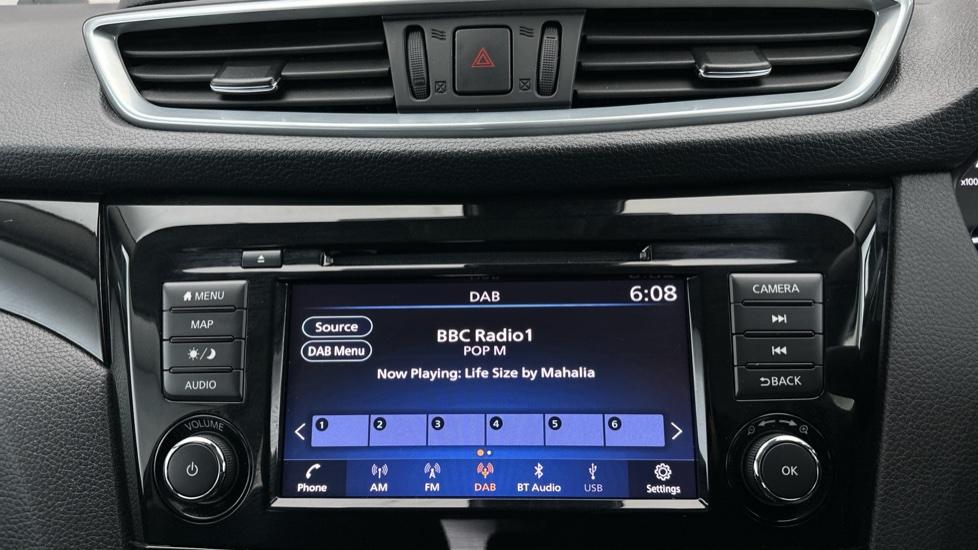 x100
MENU
MAP
AUDIO
VOLUME
DAB
6:08
Source
BBC Radio1
POP M
DAB Menu
Now Playing: Life Size by Mahalia
1 2 3 4 5 6
Phone AM FM DAB BT Audio USB Settings
CAMERA
BACK
OK